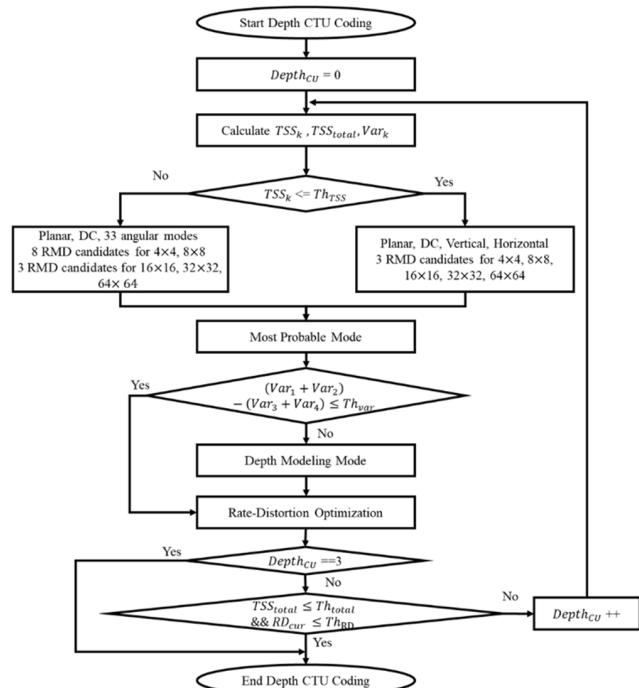 Start Depth CTU Coding
Depth_CU = 0
Calculate TSS_k ,TSS_total,Var_k
No
TSS_k <= Th_TSS
Yes
Planar, DC, 33 angular modes
8 RMD candidates for 4×4, 8×8
3 RMD candidates for 16×16, 32×32,
64× 64
Planar, DC, Vertical, Horizontal
3 RMD candidates for 4×4, 8×8,
16×16, 32×32, 64×64
Most Probable Mode
Yes
(Var_1 + Var_2)
− (Var_3 + Var_4) ≤ Th_var
No
Depth Modeling Mode
Rate-Distortion Optimization
Yes
Depth_CU ==3
No
TSS_total ≤ Th_total
&& RD_cur ≤ Th_RD
No
Depth_CU ++
Yes
End Depth CTU Coding